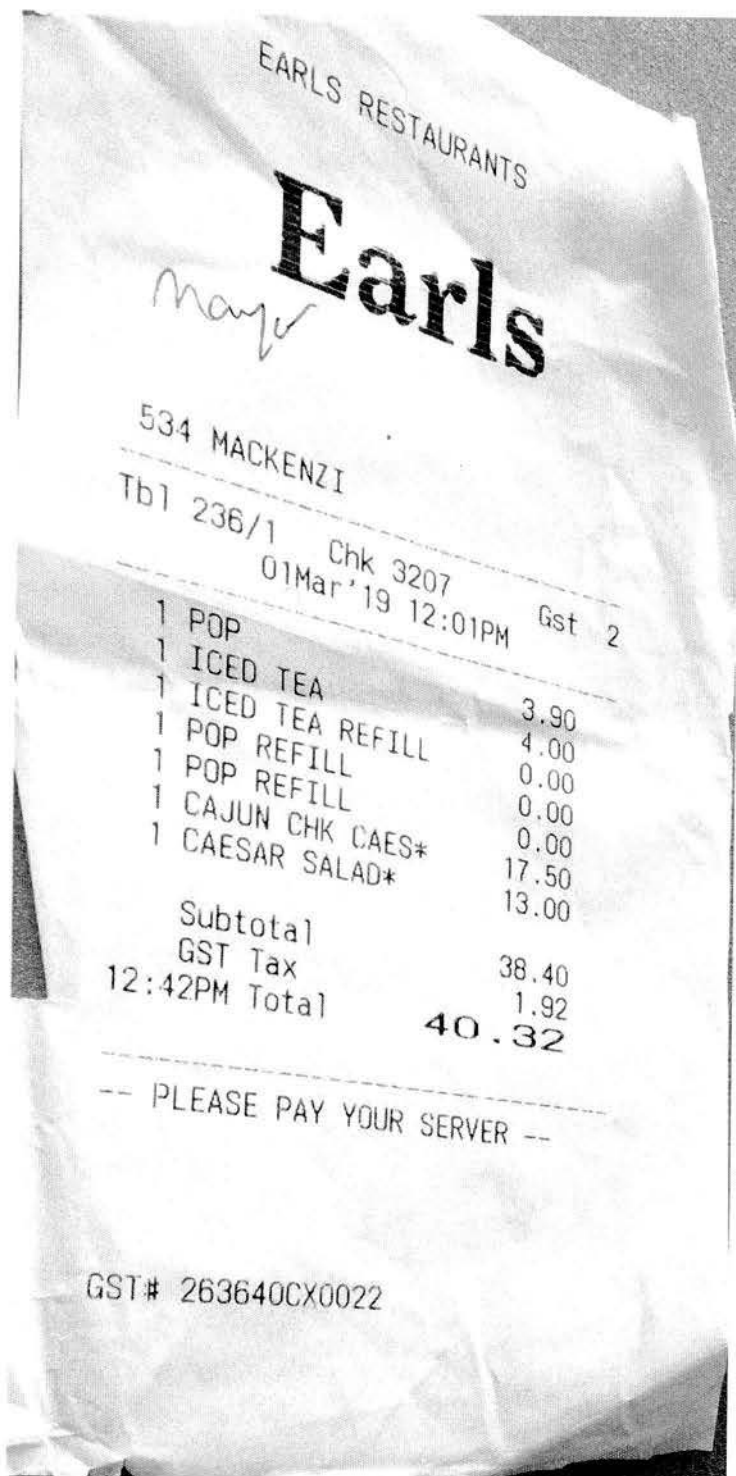 EARLS RESTAURANTS
Earls
Mayor
534 MACKENZI
Tbl 236/1 Chk 3207 Gst 2
01Mar'19 12:01PM
1 POP 3.90
1 ICED TEA 4.00
1 ICED TEA REFILL 0.00
1 POP REFILL 0.00
1 POP REFILL 0.00
1 CAJUN CHK CAES* 17.50
1 CAESAR SALAD* 13.00
Subtotal 38.40
GST Tax 1.92
12:42PM Total 40.32
-- PLEASE PAY YOUR SERVER --
GST# 263640CX0022